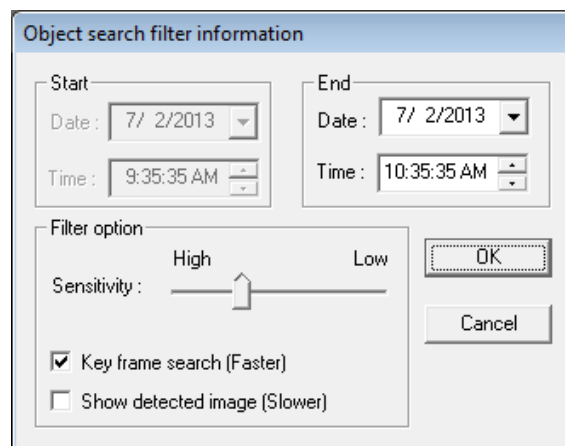 Object search filter information
Start
Date : 7/ 2/2013
Time : 9:35:35 AM
End
Date : 7/ 2/2013
Time : 10:35:35 AM
Filter option
High Low
Sensitivity :
Key frame search (Faster)
Show detected image (Slower)
OK
Cancel